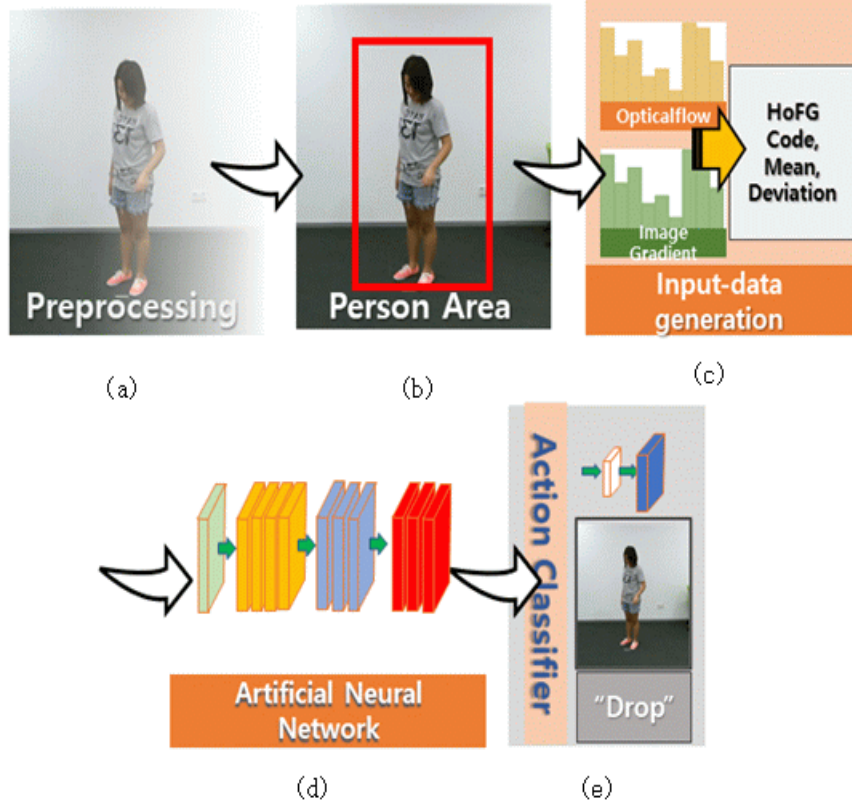 Preprocessing
Person Area
Opticalflow
Image
Gradient
HoFG
Code,
Mean,
Deviation
Input-data
generation
(a)
(b)
(c)
Artificial Neural
Network
Action Classifier
"Drop"
(d)
(e)